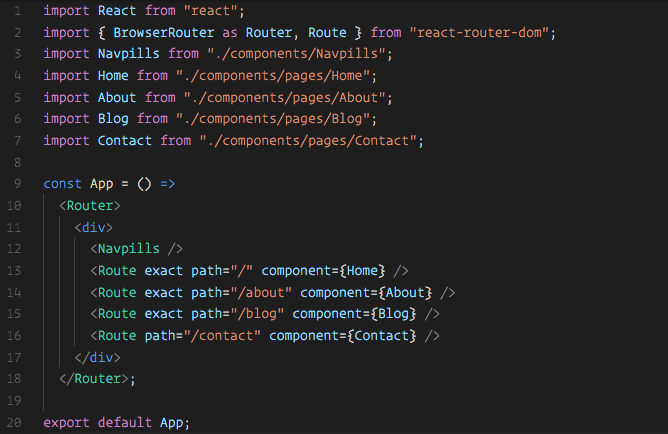 1 import React from "react";
2 import { BrowserRouter as Router, Route } from "react-router-dom";
3 import Navpills from "./components/Navpills";
4 import Home from "./components/pages/Home";
5 import About from "./components/pages/About";
6 import Blog from "./components/pages/Blog";
7 import Contact from "./components/pages/Contact";
8
9 const App = () =>
10   <Router>
11     <div>
12       <Navpills />
13       <Route exact path="/" component={Home} />
14       <Route exact path="/about" component={About} />
15       <Route exact path="/blog" component={Blog} />
16       <Route path="/contact" component={Contact} />
17     </div>
18   </Router>;
19
20 export default App;